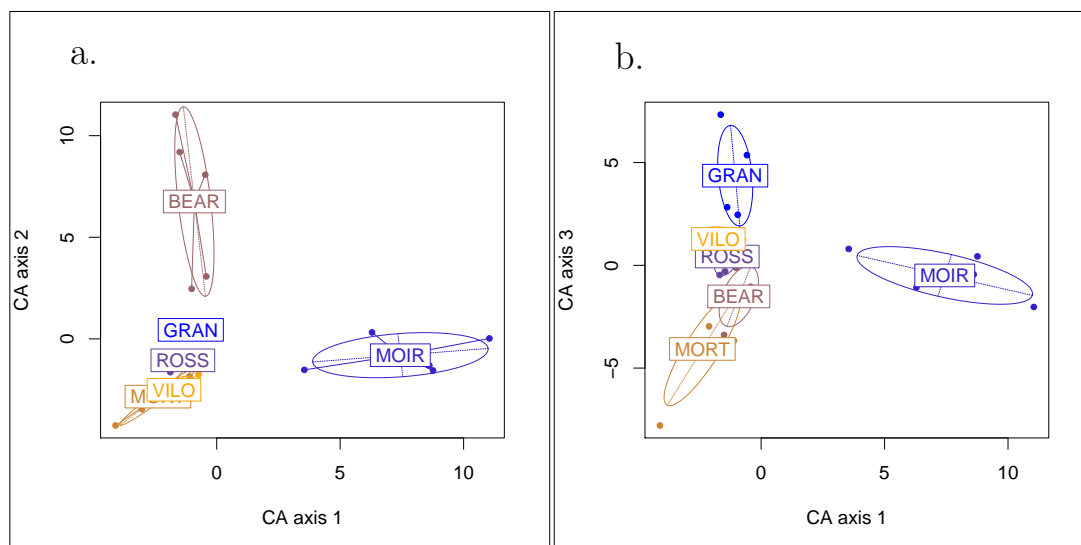 a.
10
5
0
CA axis 2
BEAR
GRAN
ROSS
VILO
MOIR
0 5 10
CA axis 1
b.
5
0
−5
CA axis 3
GRAN
VILO
ROSS
BEAR
MORT
MOIR
0 5 10
CA axis 1